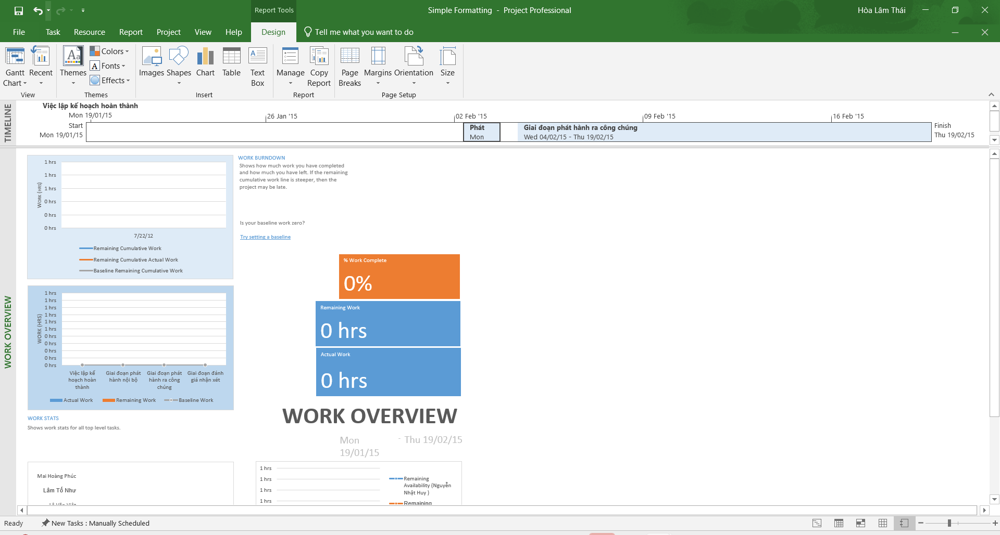 Report Tools
Simple Formatting - Project Professional
Hòa Lâm Thái
File Task Resource Report Project View Help Design Tell me what you want to do
Gantt Chart
Recent
View
Themes
Colors
Fonts
Effects
Themes
Images
Shapes
Chart
Table
Text Box
Insert
Manage
Copy Report
Report
Page Breaks
Margins
Orientation
Size
Page Setup
TIMELINE
Việc lập kế hoạch hoàn thành
Mon 19/01/15
26 Jan '15
02 Feb '15
09 Feb '15
16 Feb '15
Start
Mon 19/01/15
Phát
Mon
Giai đoạn phát hành ra công chúng
Wed 04/02/15 - Thu 19/02/15
Finish
Thu 19/02/15
WORK OVERVIEW
WORK (HRS)
1 hrs
1 hrs
1 hrs
0 hrs
0 hrs
0 hrs
7/22/12
Remaining Cumulative Work
Remaining Cumulative Actual Work
Baseline Remaining Cumulative Work
WORK BURNDOWN
Shows how much work you have completed
and how much you have left. If the remaining
cumulative work line is steeper, then the
project may be late.
Is your baseline work zero?
Try setting a baseline
% Work Complete
0%
Remaining Work
0 hrs
Actual Work
0 hrs
WORK (HRS)
1 hrs
1 hrs
1 hrs
1 hrs
1 hrs
1 hrs
0 hrs
0 hrs
0 hrs
0 hrs
0 hrs
Việc lập kế
hoạch hoàn
thành
Giai đoạn phát
hành nội bộ
Giai đoạn phát
hành ra công
chúng
Giai đoạn đánh
giá nhận xét
Actual Work
Remaining Work
Baseline Work
WORK STATS
Shows work stats for all top level tasks.
WORK OVERVIEW
Mon
19/01/15
- Thu 19/02/15
Mai Hoàng Phúc
Lâm Tố Như
Lê Văn Việt
1 hrs
1 hrs
1 hrs
1 hrs
Remaining
Availability (Nguyễn
Nhật Huy )
Remaining
Ready
New Tasks : Manually Scheduled